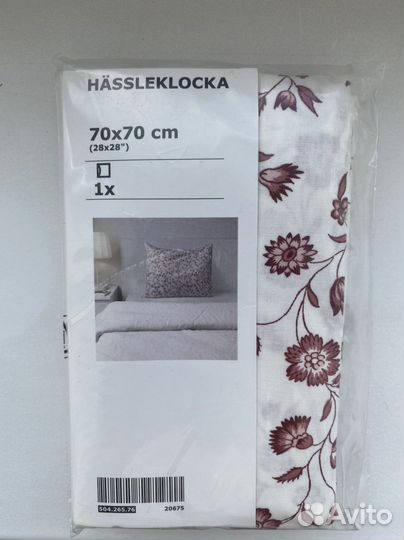 HÄSSLEKLOCKA
70x70 cm
(28x28")
1x
504.265.76 20675
Avito